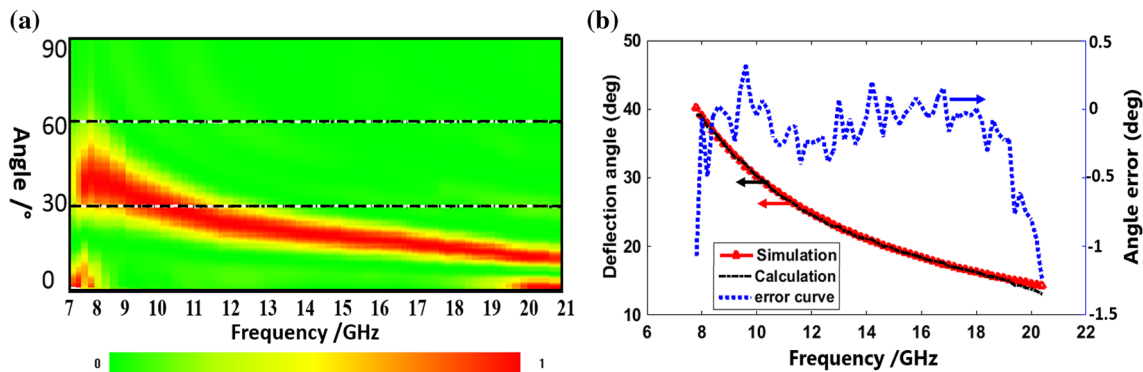 (a)
90
60
30
0
Angle /°
7 8 9 10 11 12 13 14 15 16 17 18 19 20 21
Frequency /GHz
0 1
(b)
50
40
30
20
10
Deflection angle (deg)
0.5
0
-0.5
-1
-1.5
Angle error (deg)
Simulation
Calculation
error curve
6 8 10 12 14 16 18 20 22
Frequency /GHz